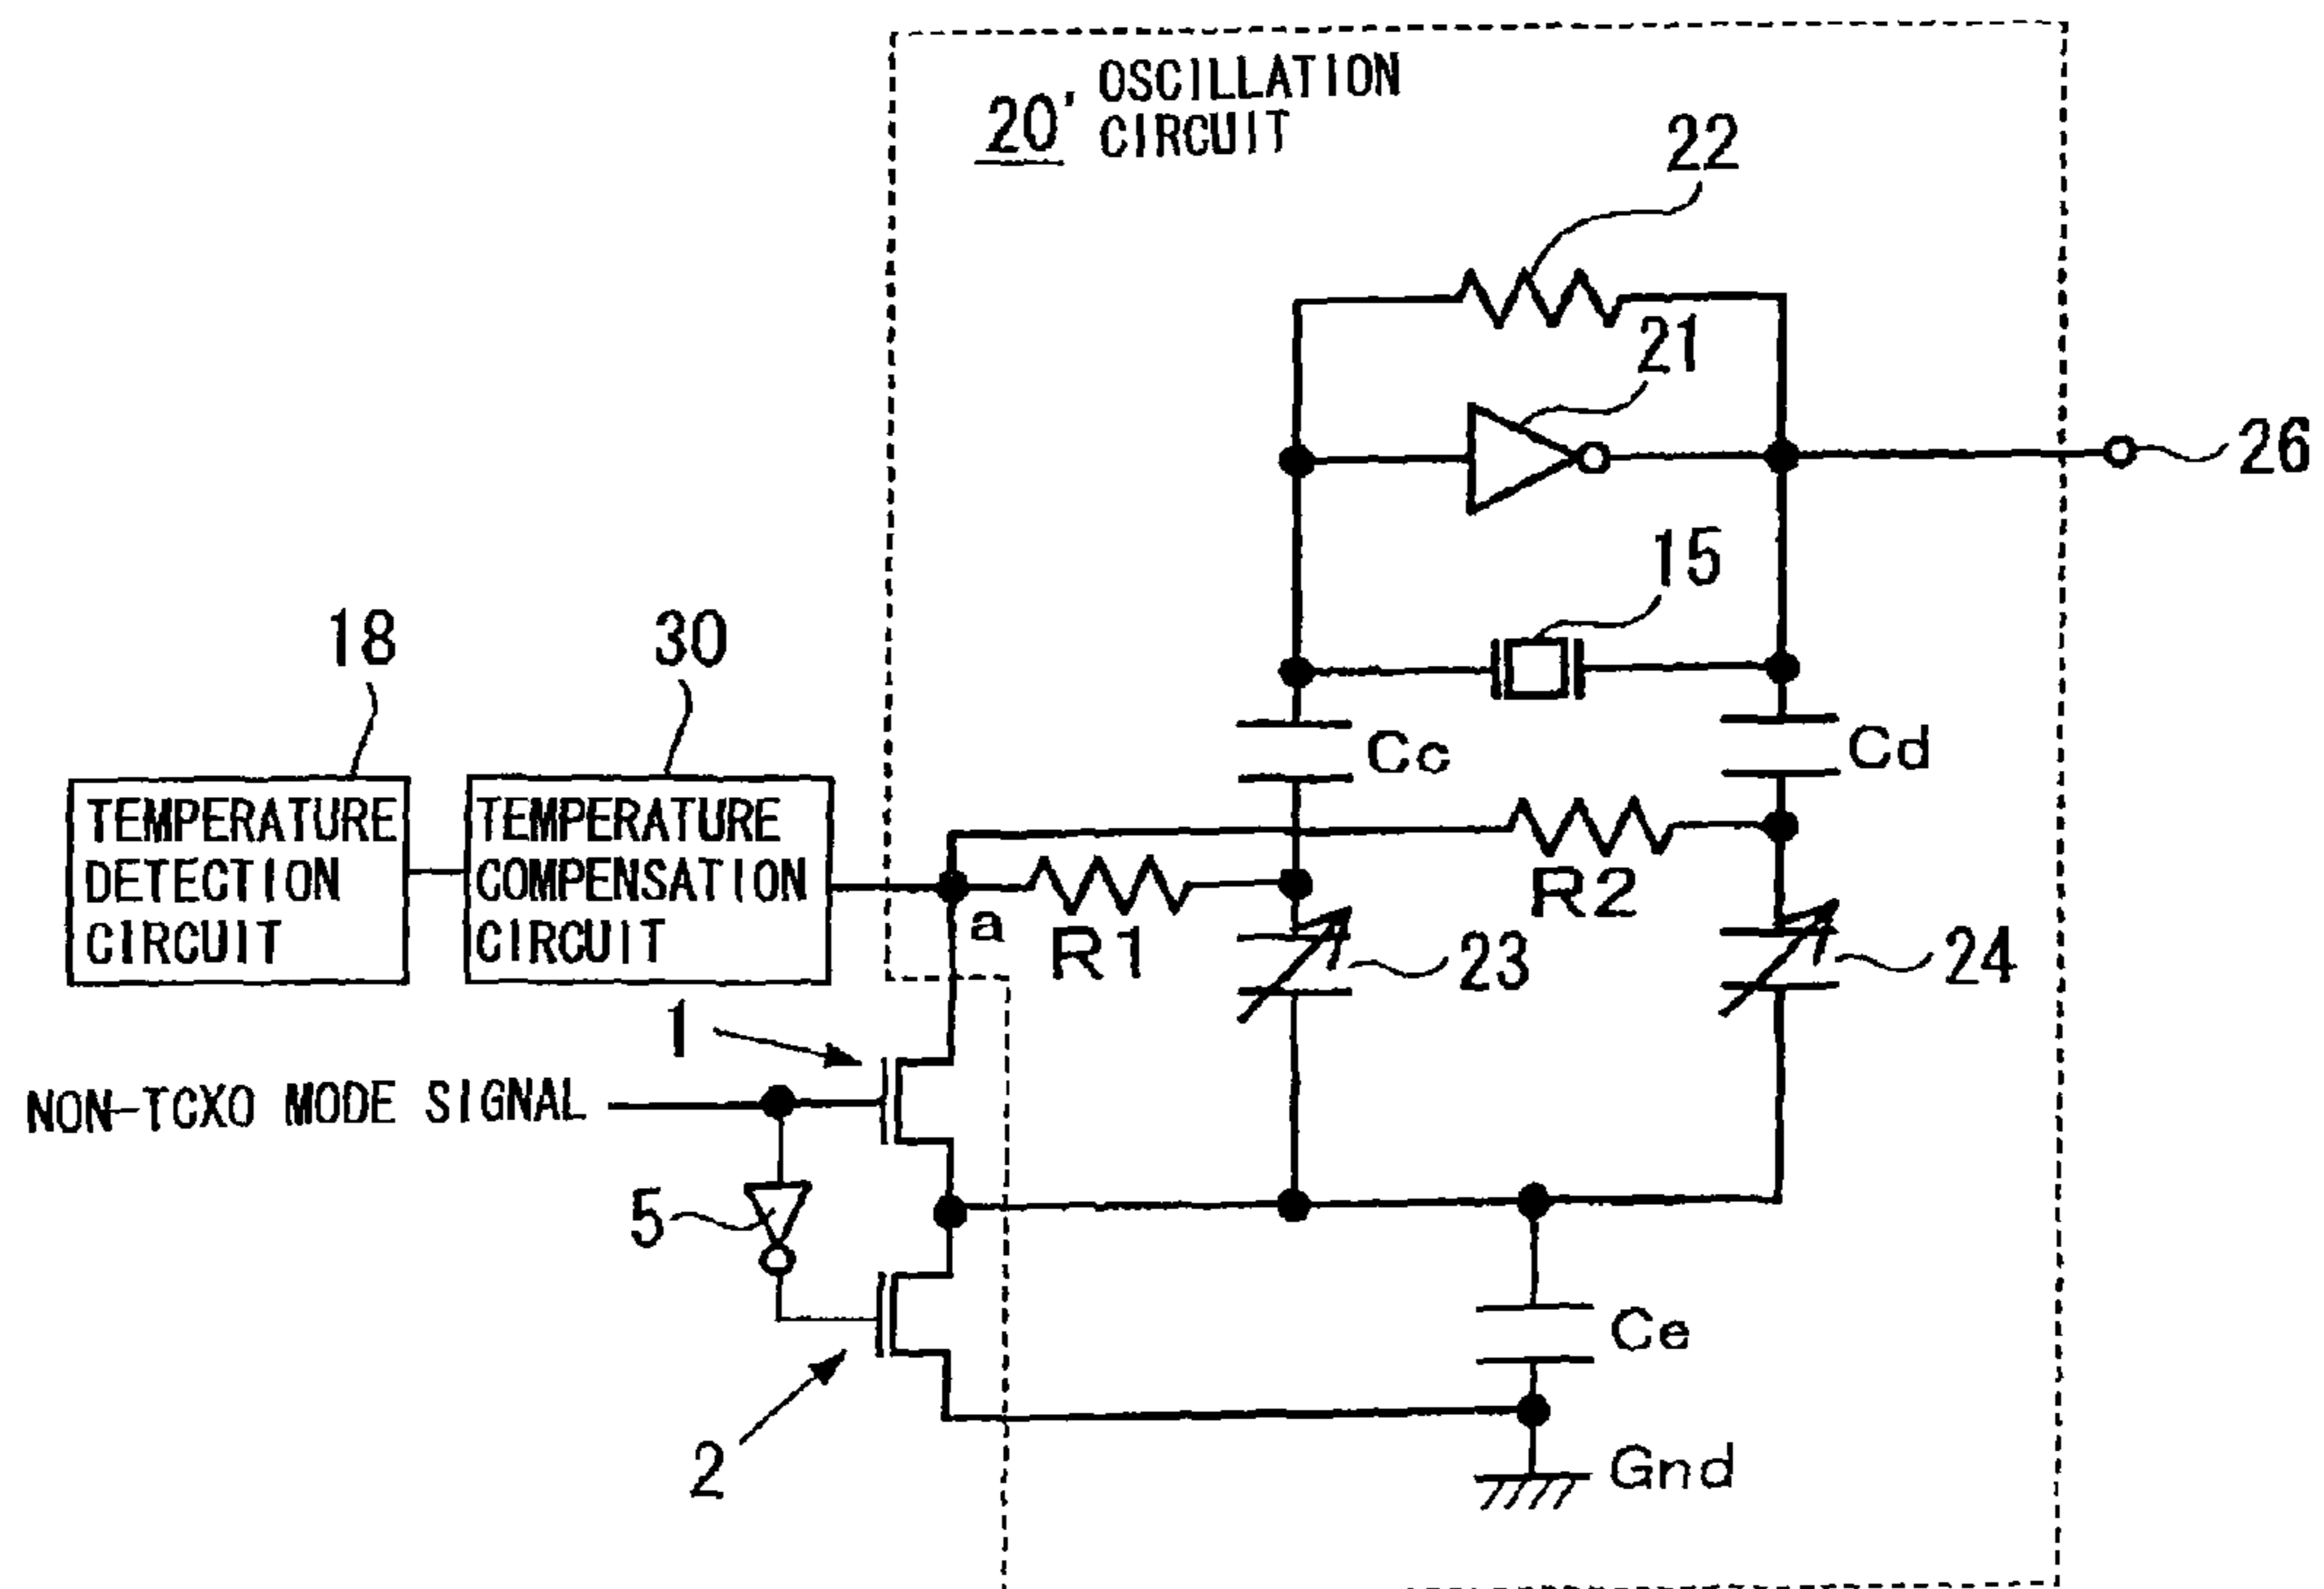 20' OSCILLATION
CIRCUIT
22
21
26
15
18
30
Cc
Cd
TEMPERATURE
DETECTION
CIRCUIT
TEMPERATURE
COMPENSATION
CIRCUIT
a
R1
R2
23
24
1
NON-TCXO MODE SIGNAL
5
Ce
2
Gnd